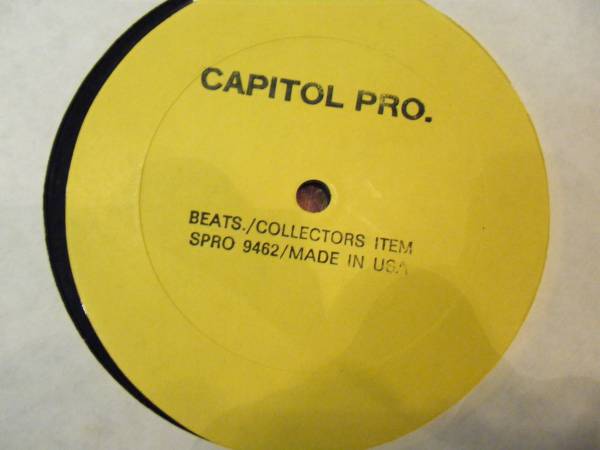 CAPITOL PRO.
BEATS./COLLECTORS ITEM
SPRO 9462/MADE IN USA